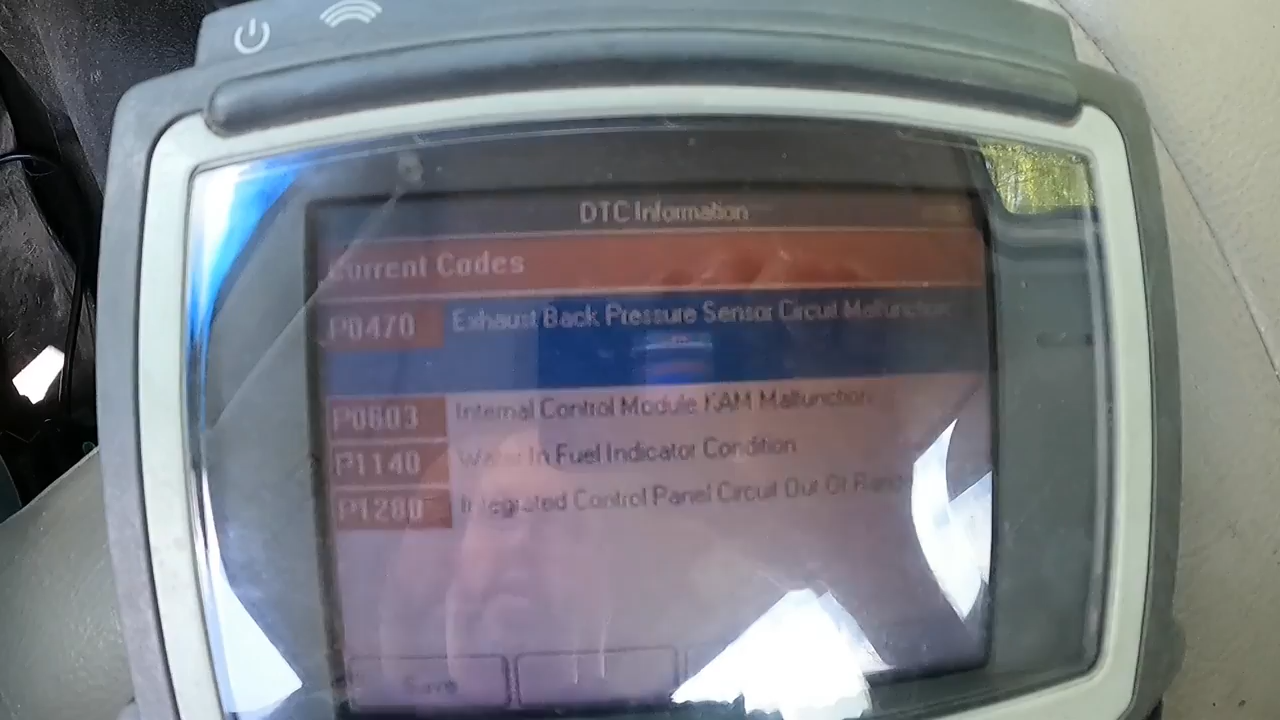 DTC Information
Current Codes
P0470 Exhaust Back Pressure Sensor Circuit Malfunction
P0603 Internal Control Module KAM Malfunction
P1140 Water In Fuel Indicator Condition
P1280 Integrated Control Panel Circuit Out Of Range
Save